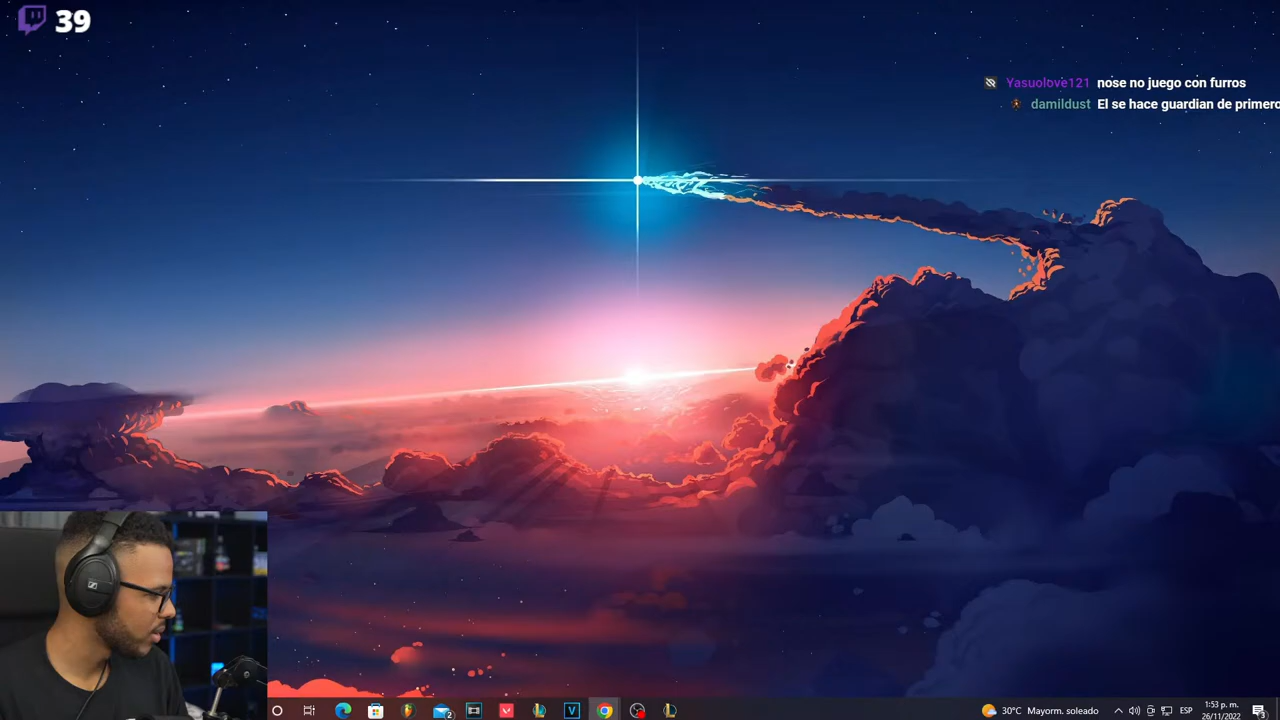 39
Yasuolove121 nose no juego con furros
damildust El se hace guardian de primero
30°C Mayorm. soleado
ESP
1:53 p. m.
26/11/2022